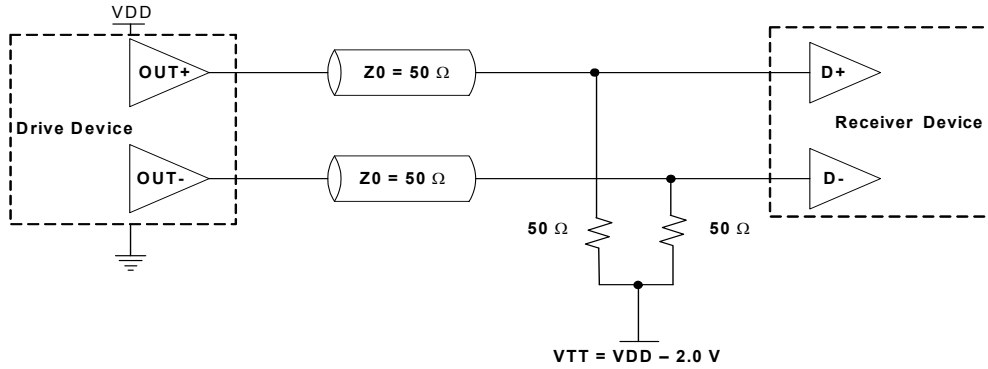 VDD
OUT+
Z0 = 50 Ω
D+
Drive Device
Receiver Device
OUT-
Z0 = 50 Ω
D-
50 Ω
50 Ω
VTT = VDD – 2.0 V